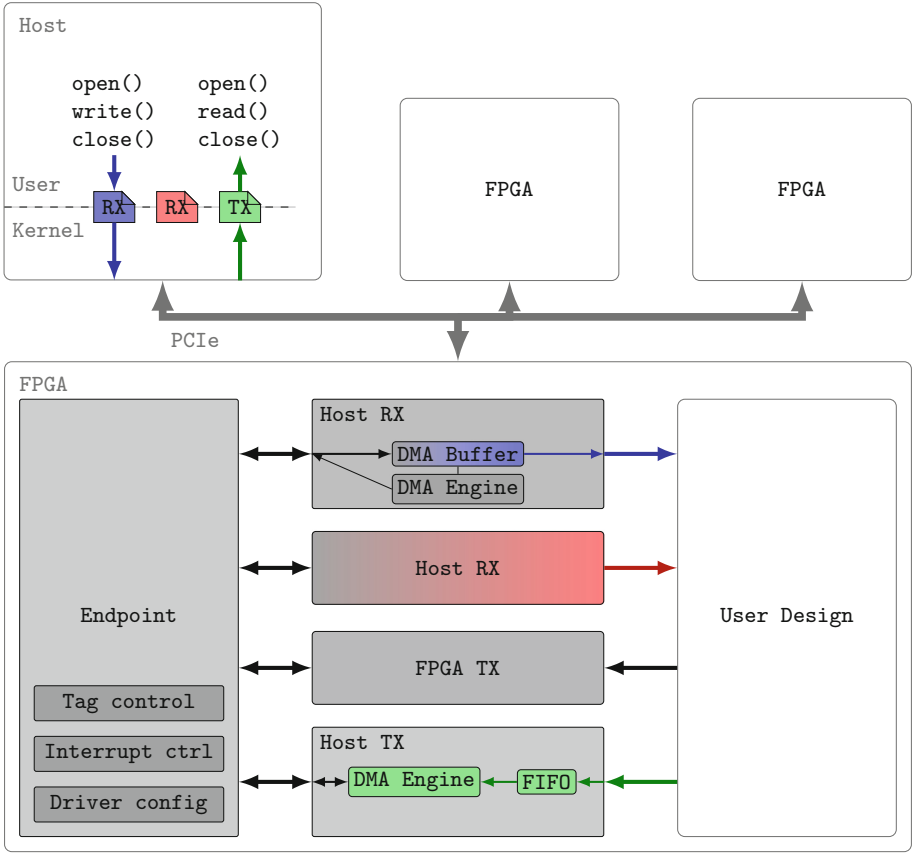 Host
open()
write()
close()
open()
read()
close()
User
RX
RX
TX
Kernel
FPGA
FPGA
PCIe
FPGA
Endpoint
Tag control
Interrupt ctrl
Driver config
Host RX
DMA Buffer
DMA Engine
Host RX
FPGA TX
Host TX
DMA Engine
FIFO
User Design